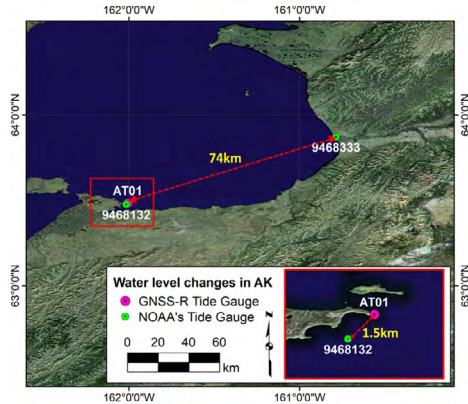 162°0'0"W 161°0'0"W
64°0'0"N 64°0'0"N
9468333
74km
AT01
9468132
63°0'0"N 63°0'0"N
Water level changes in AK
GNSS-R Tide Gauge
NOAA's Tide Gauge
N
0 20 40 60
km
AT01
1.5km
9468132
162°0'0"W 161°0'0"W